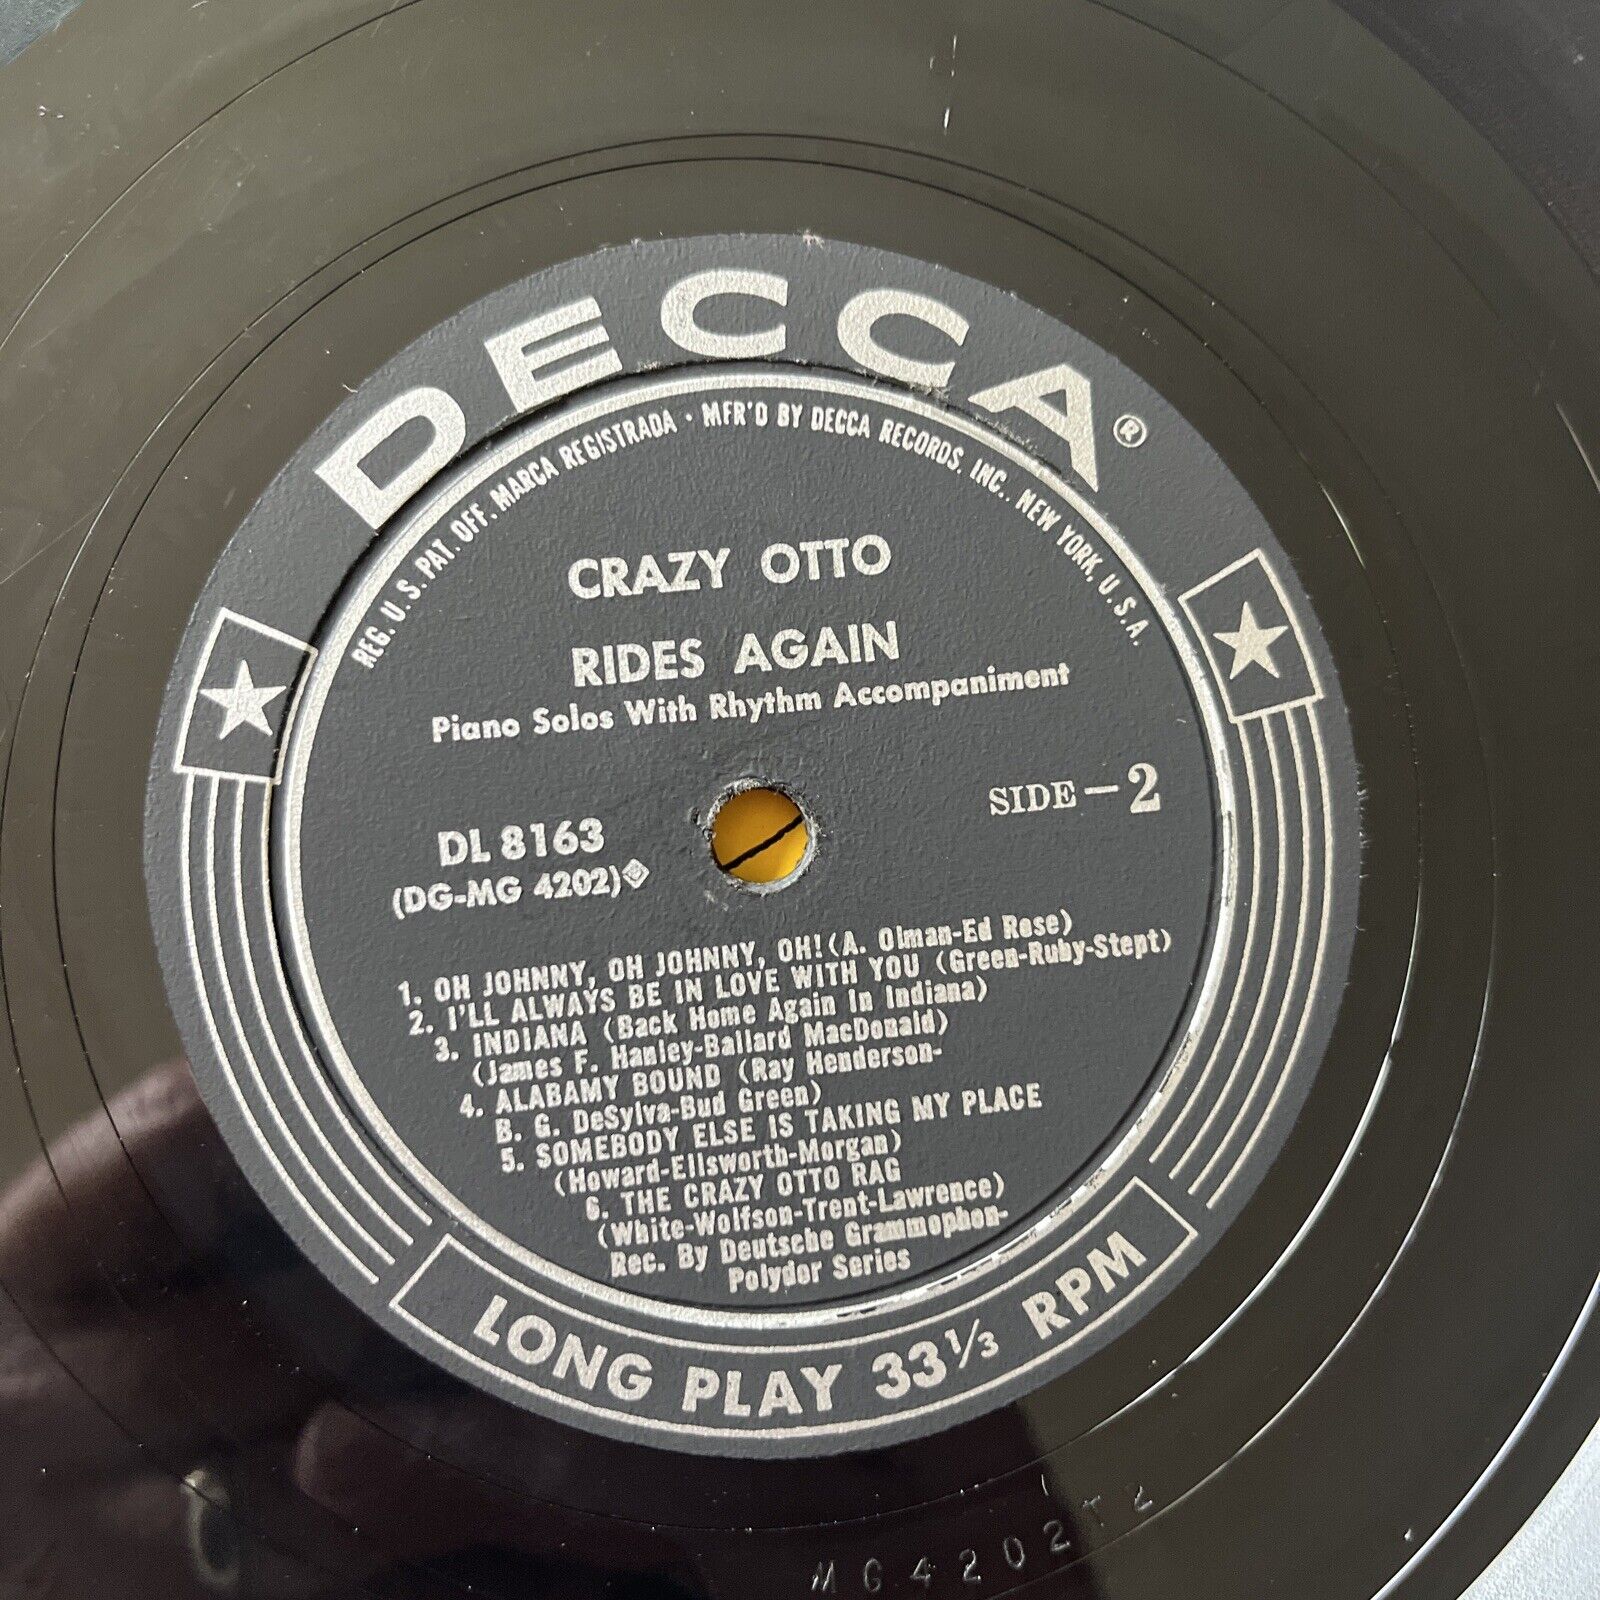 DECCA®
REG. U.S. PAT. OFF. MARCA REGISTRADA • MFR'D BY DECCA RECORDS, INC., NEW YORK, U.S.A.
CRAZY OTTO
RIDES AGAIN
Piano Solos With Rhythm Accompaniment
SIDE-2
DL 8163
(DG-MG 4202)
1. OH JOHNNY, OH JOHNNY, OH! (A. Olman-Ed Rose)
2. I'LL ALWAYS BE IN LOVE WITH YOU (Green-Ruby-Stept)
3. INDIANA (Back Home Again In Indiana)
(James F. Hanley-Ballard MacDonald)
4. ALABAMY BOUND (Ray Henderson-
B. G. DeSylva-Bud Green)
5. SOMEBODY ELSE IS TAKING MY PLACE
(Howard-Ellsworth-Morgan)
6. THE CRAZY OTTO RAG
(White-Wolfson-Trent-Lawrence)
Rec. By Deutsche Grammophon-
Polydor Series
LONG PLAY 33⅓ RPM
MG4202T2